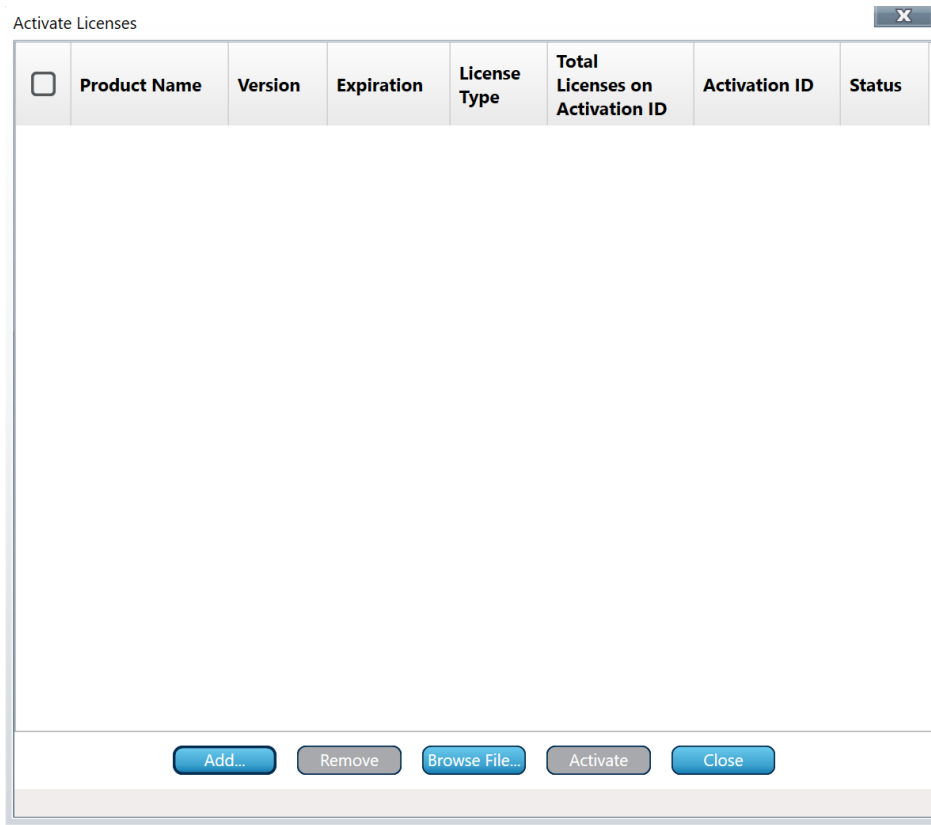 Activate Licenses
X
Product Name
Version
Expiration
License
Type
Total
Licenses on
Activation ID
Activation ID
Status
Add...
Remove
Browse File...
Activate
Close